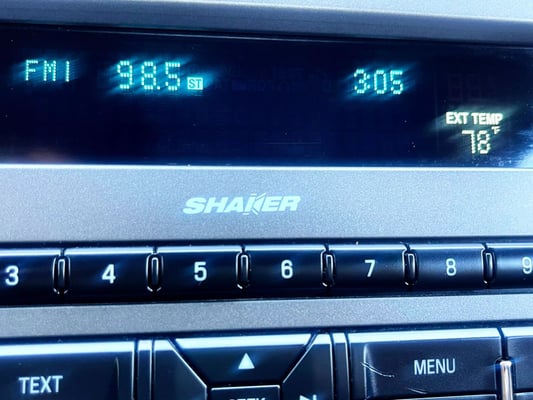 FM1 98.5 ST 3:05
EXT TEMP
78°F
SHAKER
3 4 5 6 7 8 9
TEXT MENU
SEEK